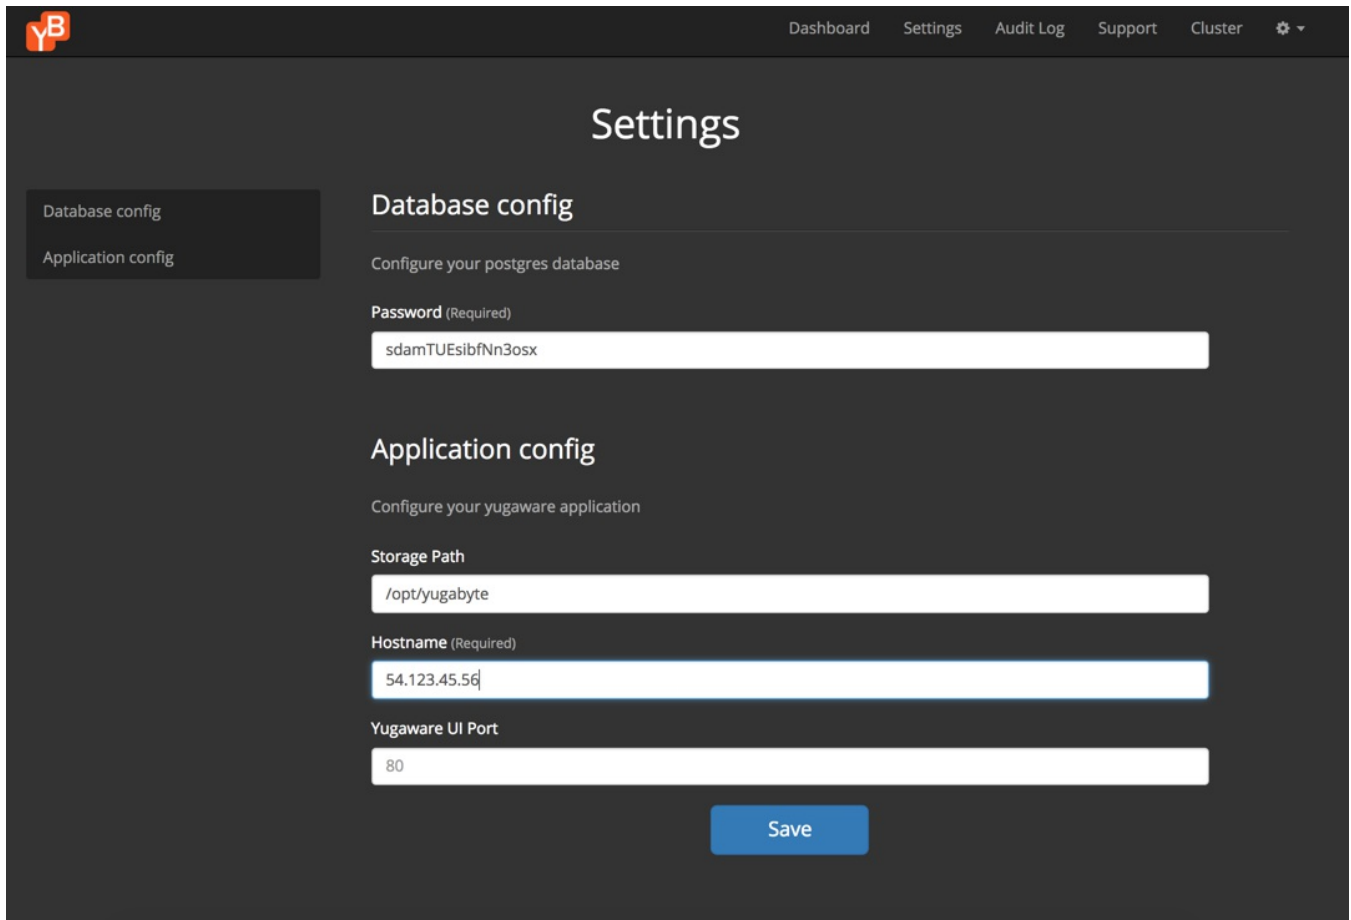 YB
Dashboard Settings Audit Log Support Cluster
Settings
Database config
Application config
Database config
Configure your postgres database
Password (Required)
sdamTUEsibfNn3osx
Application config
Configure your yugaware application
Storage Path
/opt/yugabyte
Hostname (Required)
54.123.45.56
Yugaware UI Port
80
Save